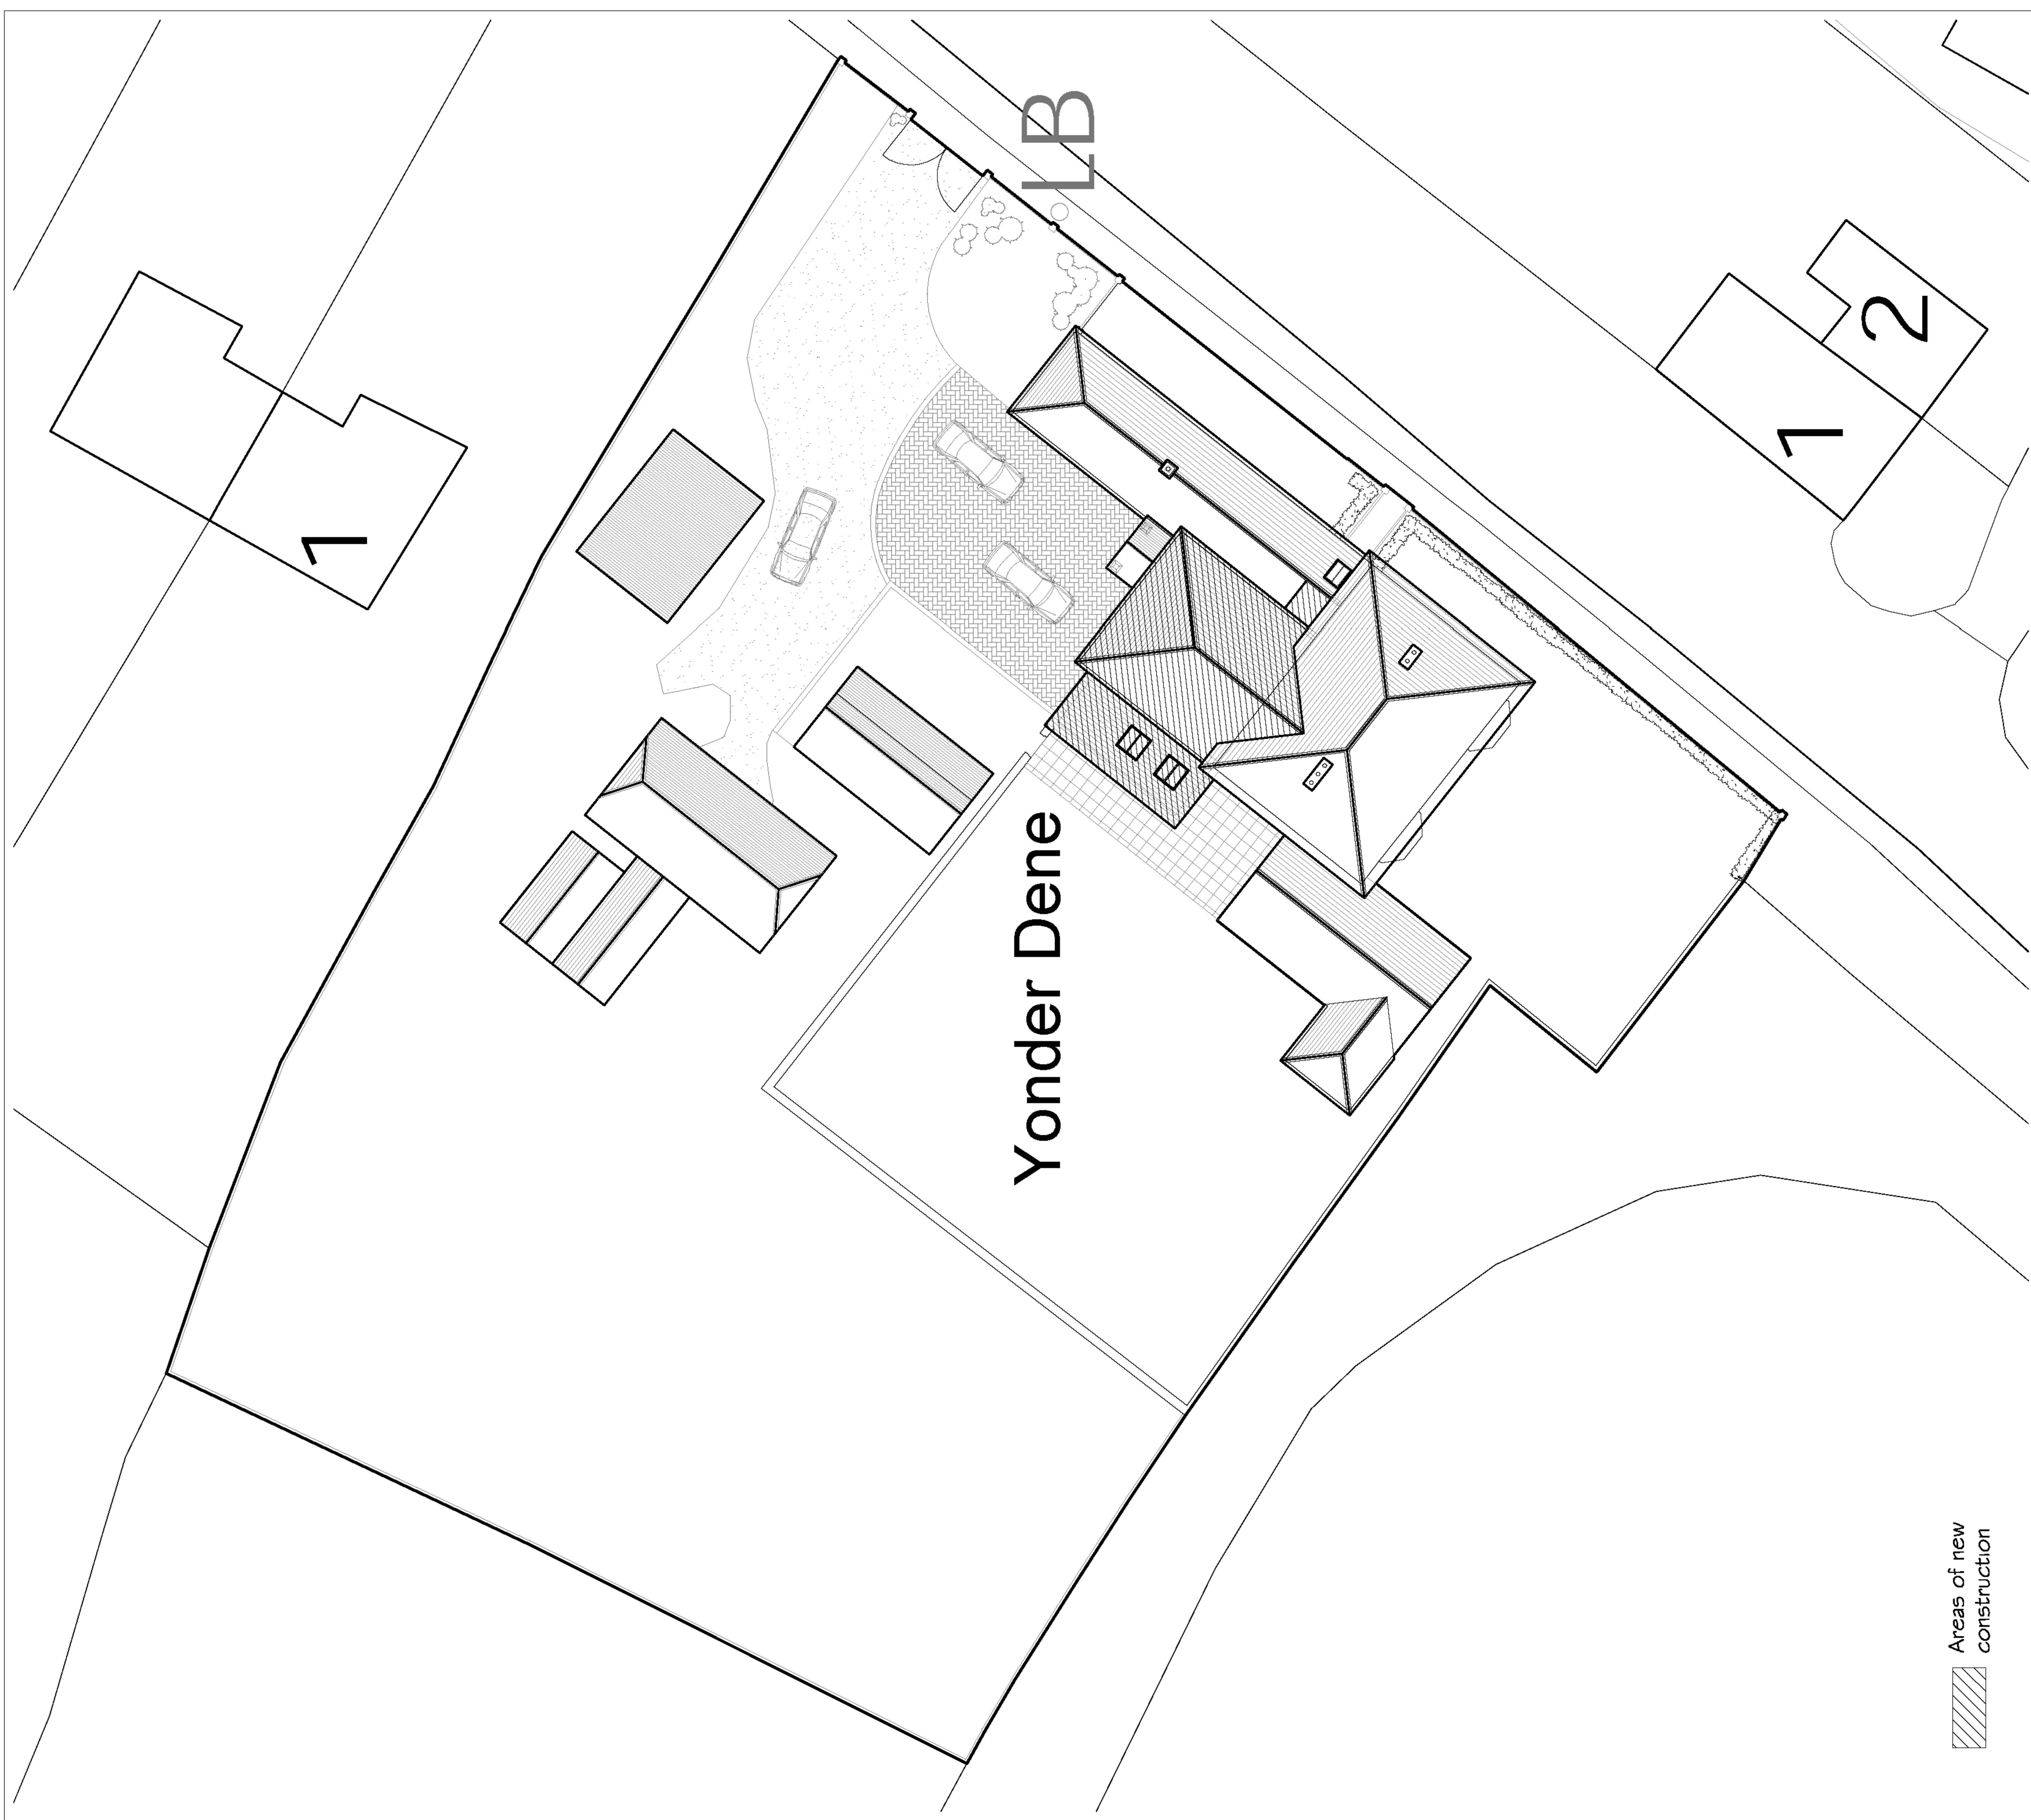 1
LB
2
1
Yonder Dene
Areas of new
construction